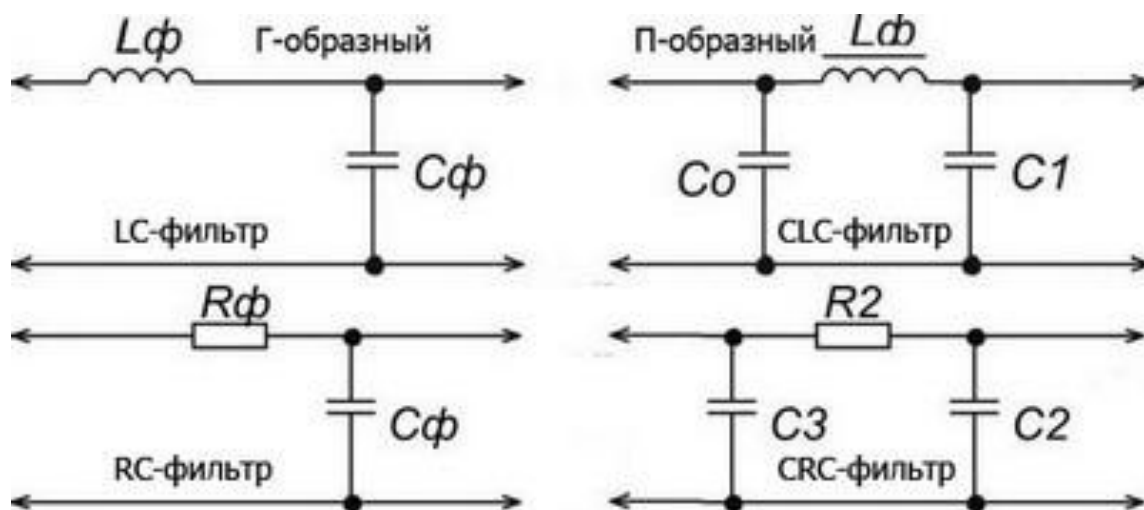 Lф Г-образный
Cф
LC-фильтр
П-образный Lф
Co
C1
CLC-фильтр
Rф
Cф
RC-фильтр
R2
C3
C2
CRC-фильтр